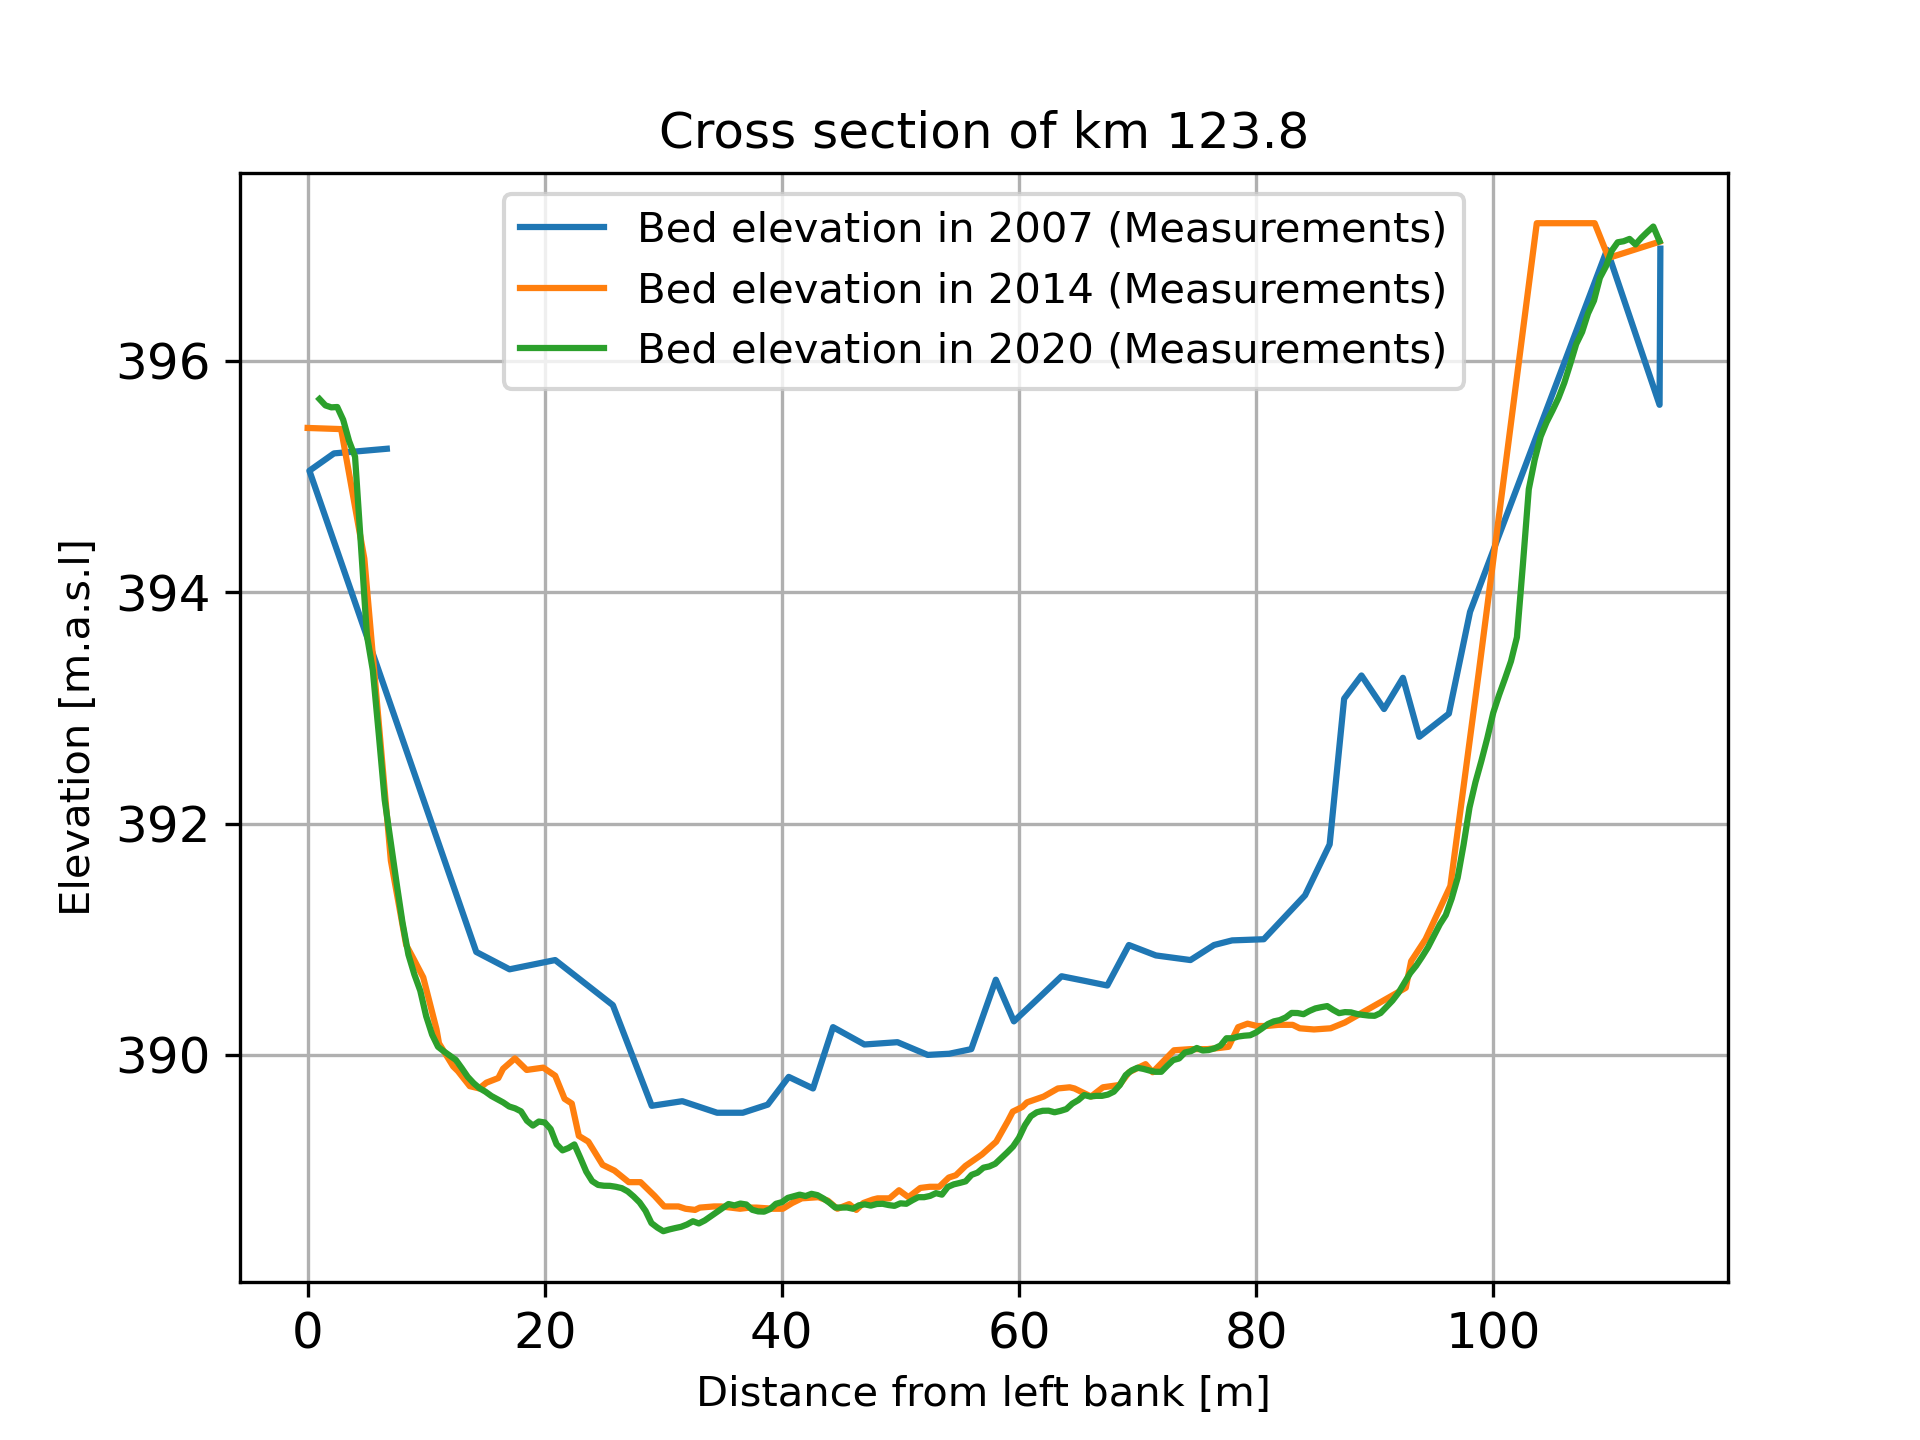 Cross section of km 123.8
Bed elevation in 2007 (Measurements)
Bed elevation in 2014 (Measurements)
Bed elevation in 2020 (Measurements)
Elevation [m.a.s.l]
396
394
392
390
0 20 40 60 80 100
Distance from left bank [m]